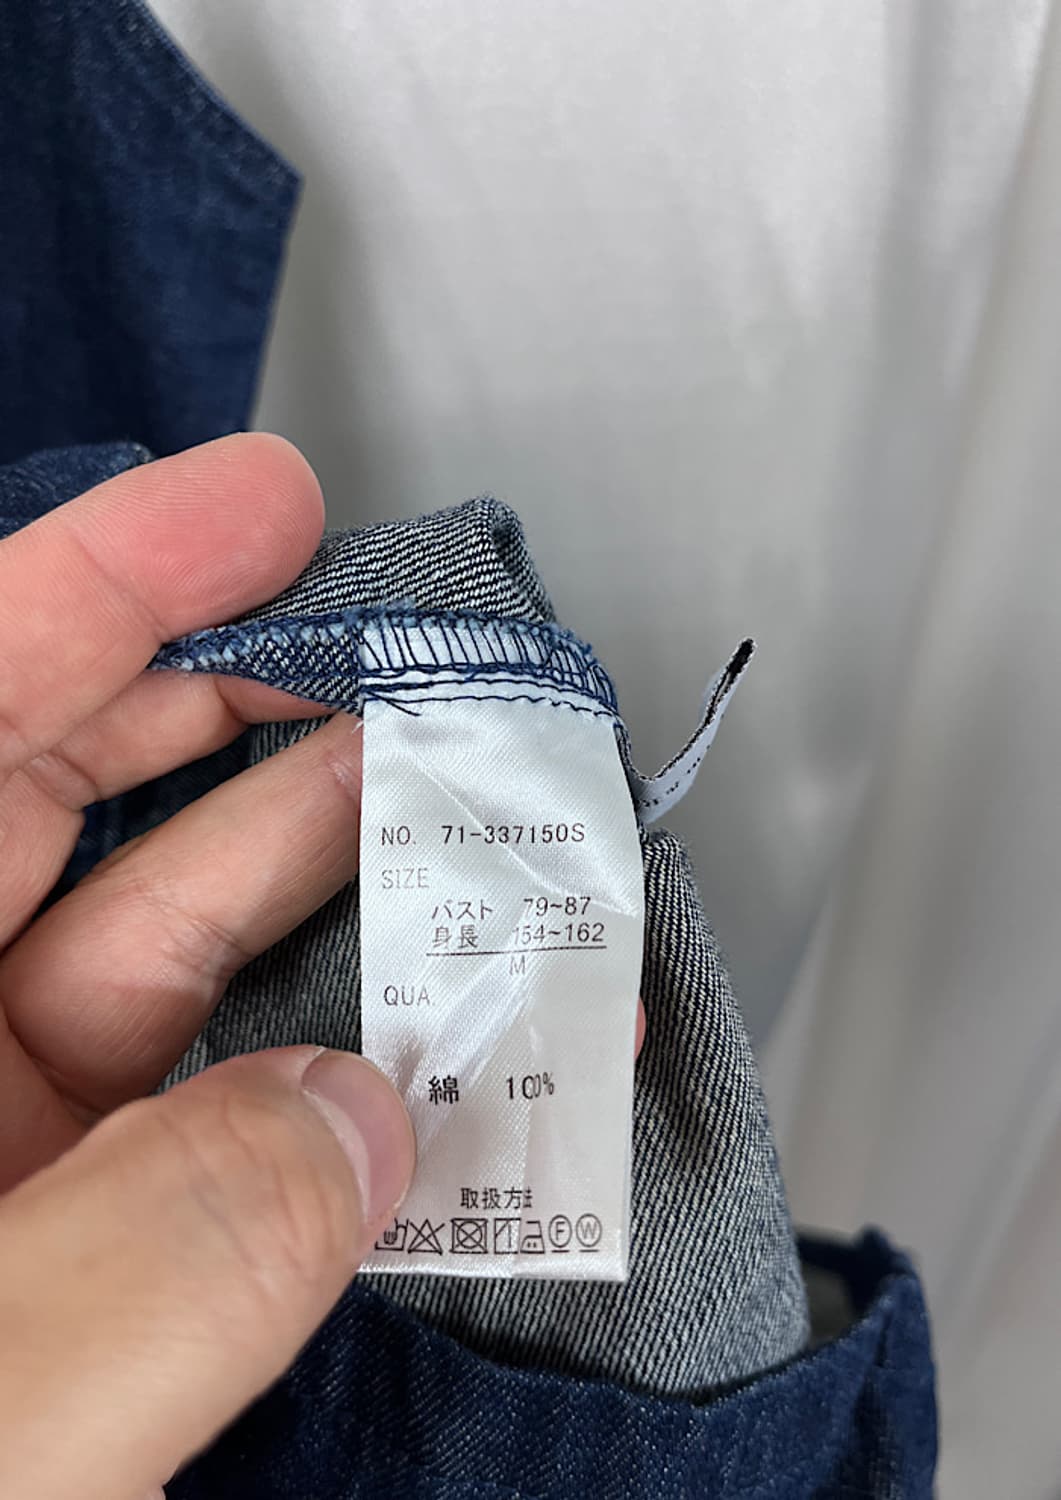 NO. 71-337150S
SIZE
バスト 79~87
身長 154~162
M
QUA.
綿 100%
取扱方法
F W